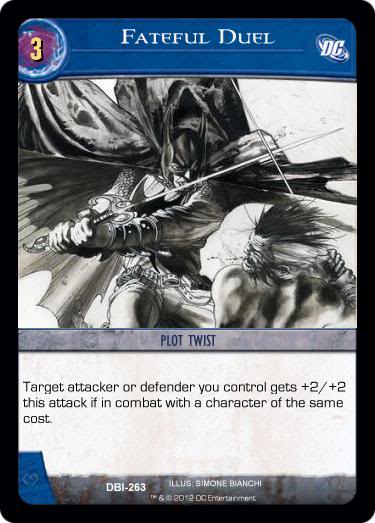 3
FATEFUL DUEL
DC
PLOT TWIST
Target attacker or defender you control gets +2/+2
this attack if in combat with a character of the same
cost.
DBI-263
ILLUS: SIMONE BIANCHI
™ & © 2012 DC Entertainment